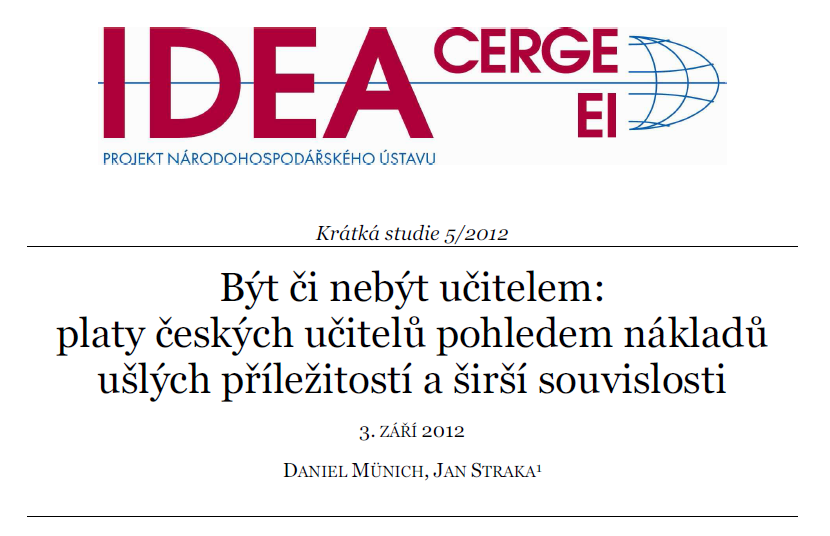 IDEA CERGE
EI
PROJEKT NÁRODOHOSPODÁŘSKÉHO ÚSTAVU
Krátká studie 5/2012
Být či nebýt učitelem:
platy českých učitelů pohledem nákladů
ušlých příležitostí a širší souvislosti
3. ZÁŘÍ 2012
DANIEL MÜNICH, JAN STRAKA¹